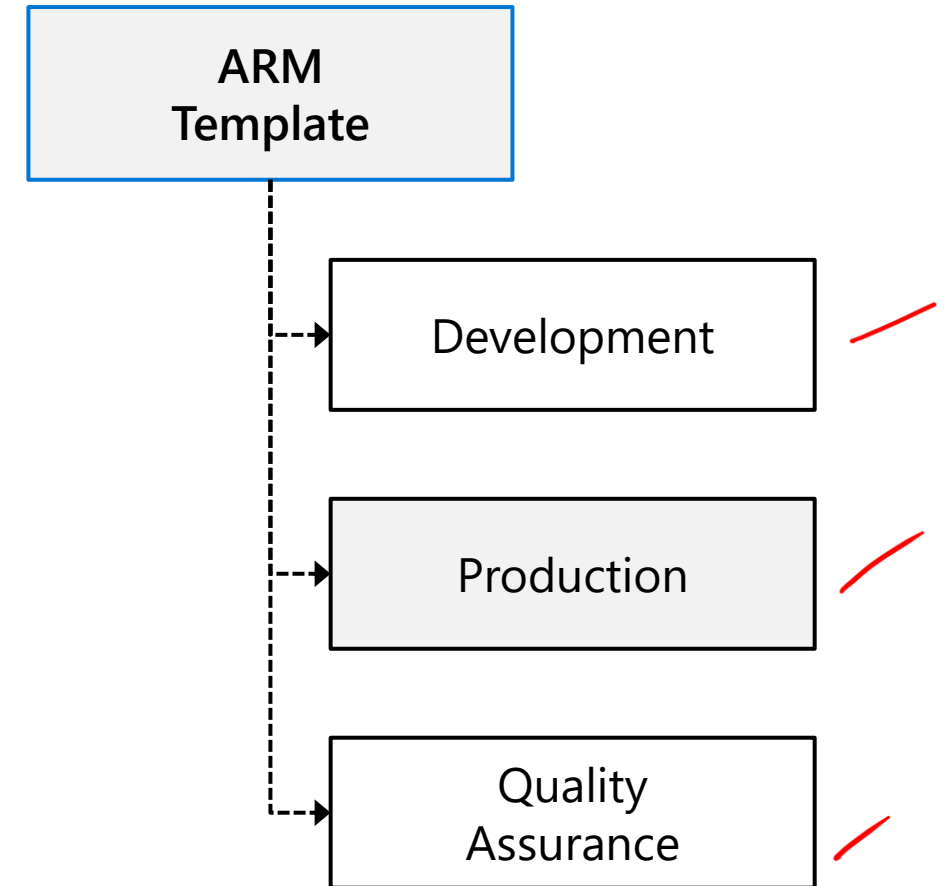 ARM
Template
Development
Production
Quality
Assurance